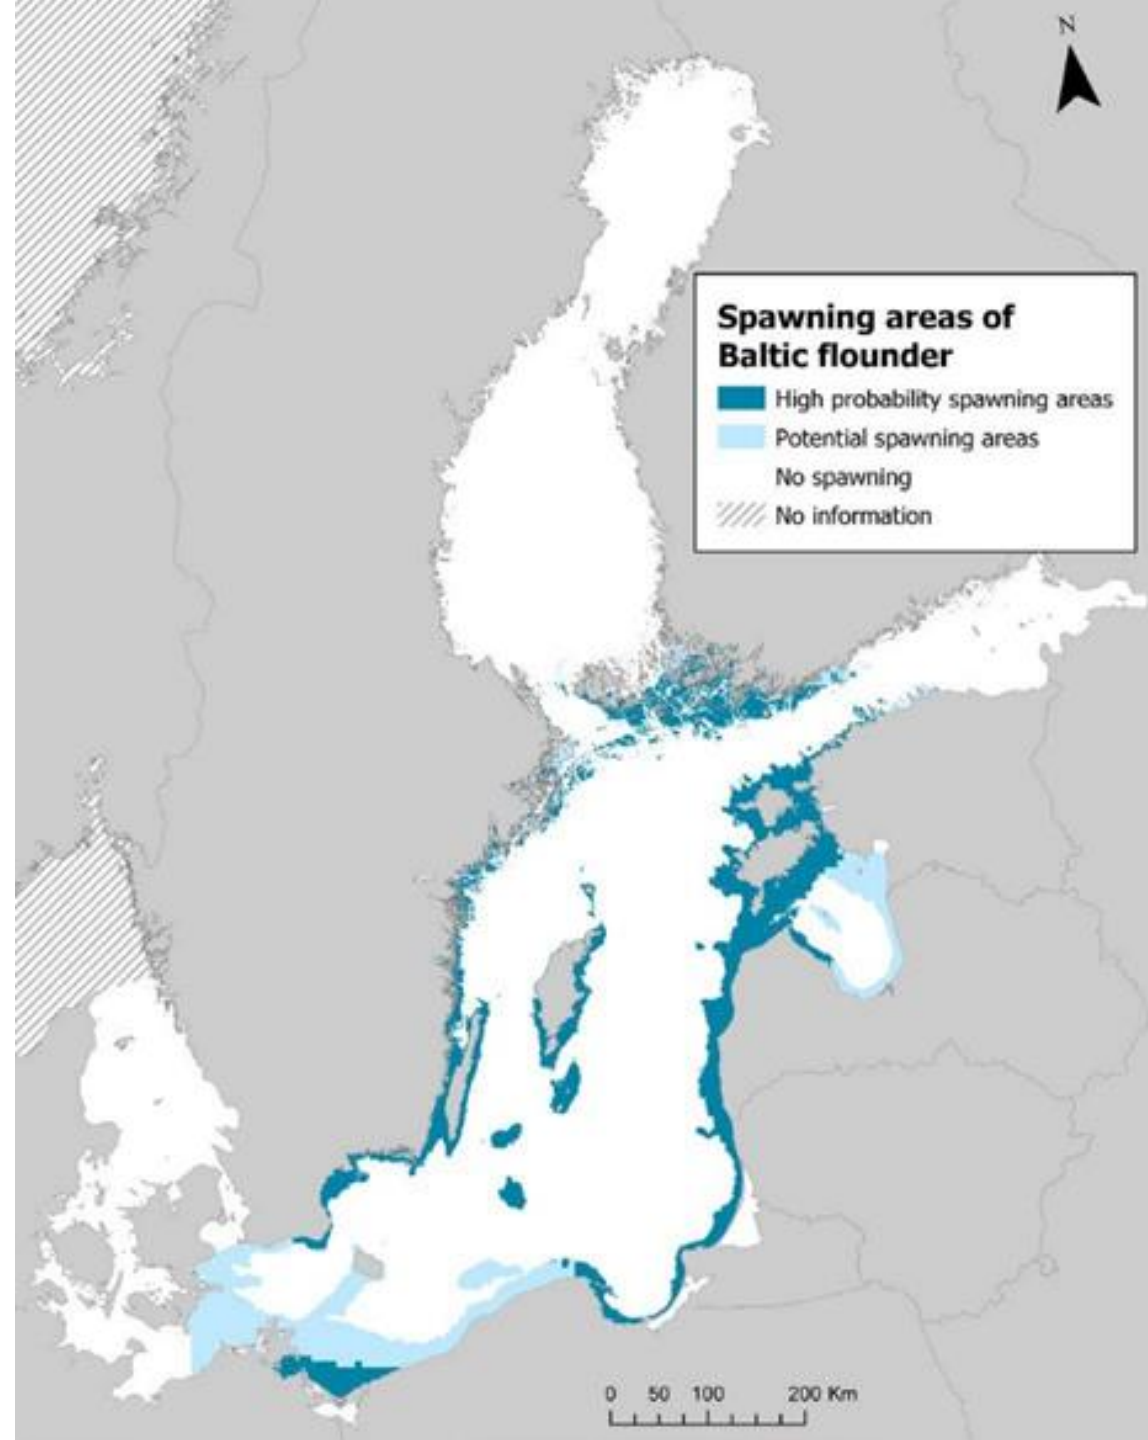 N
Spawning areas of
Baltic flounder
High probability spawning areas
Potential spawning areas
No spawning
No information
0 50 100 200 Km